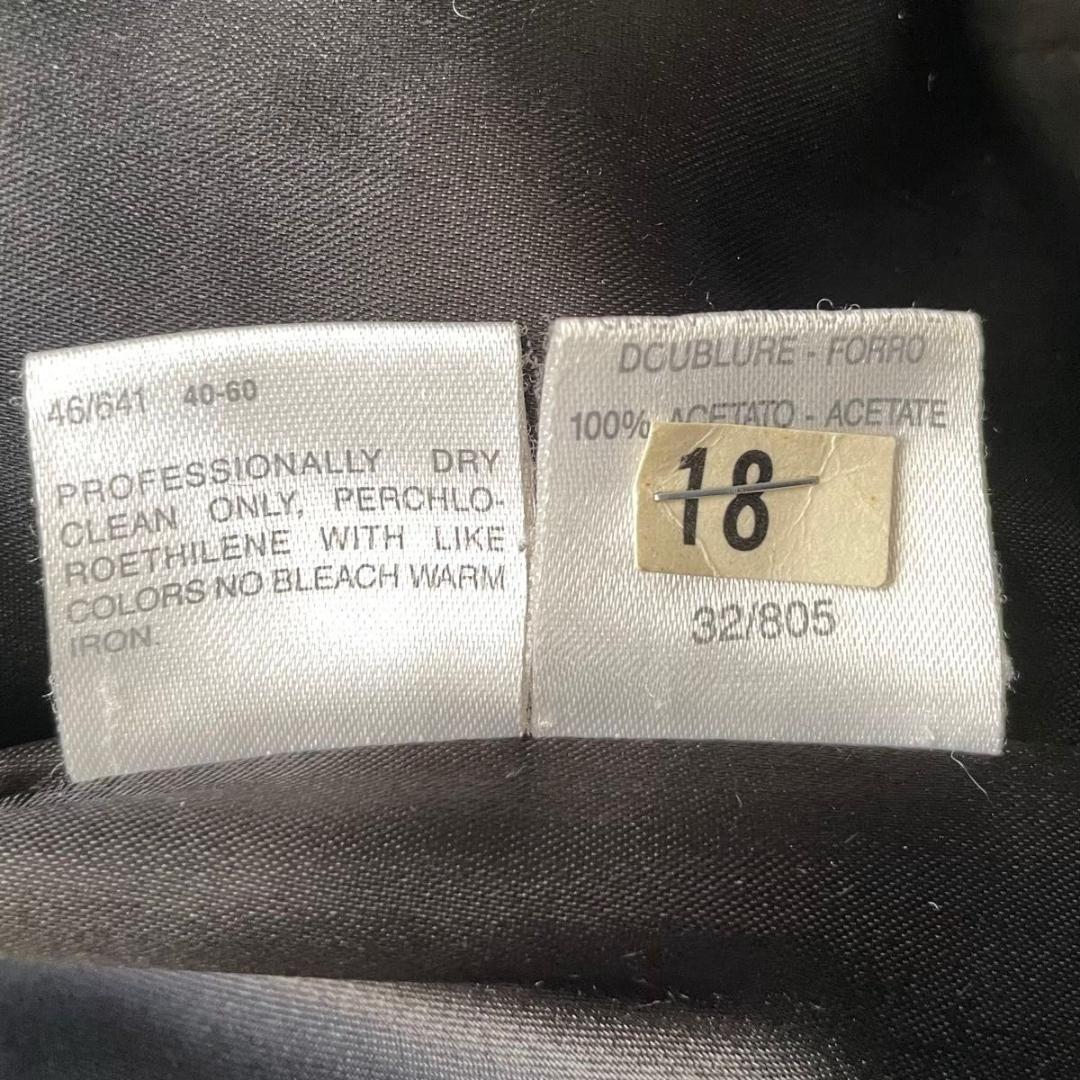 46/641 40-60
PROFESSIONALLY DRY
CLEAN ONLY, PERCHLO-
ROETHILENE WITH LIKE
COLORS NO BLEACH WARM
IRON.
DOUBLURE - FORRO
100% ACETATO - ACETATE
18
32/805